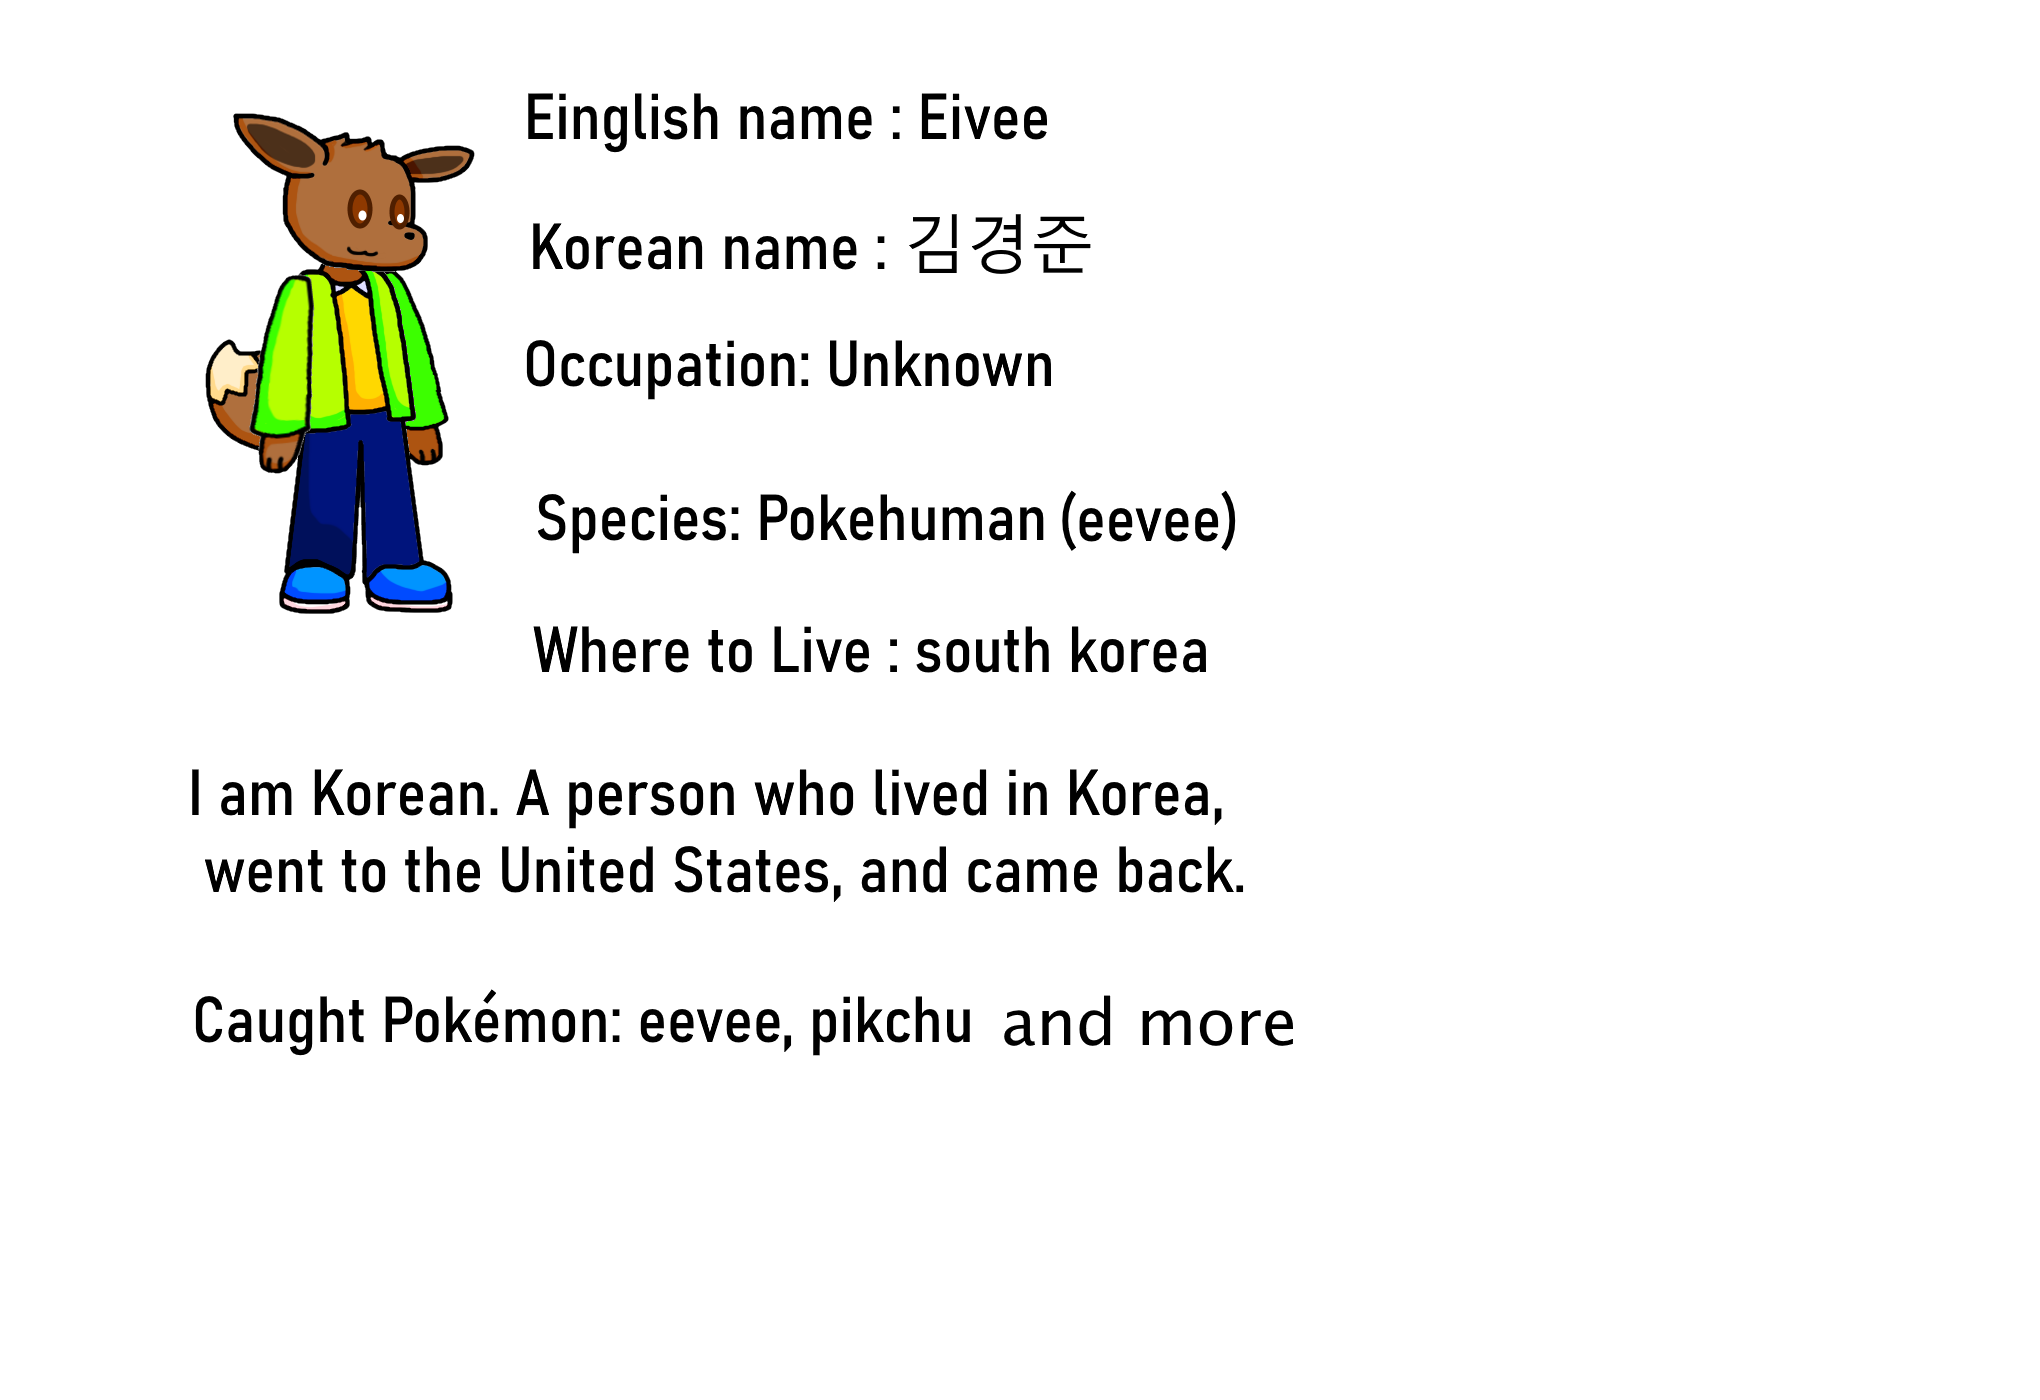 Einglish name : Eivee
Korean name : 김경준
Occupation: Unknown
Species: Pokehuman (eevee)
Where to Live : south korea
I am Korean. A person who lived in Korea,
went to the United States, and came back.
Caught Pokémon: eevee, pikchu and more